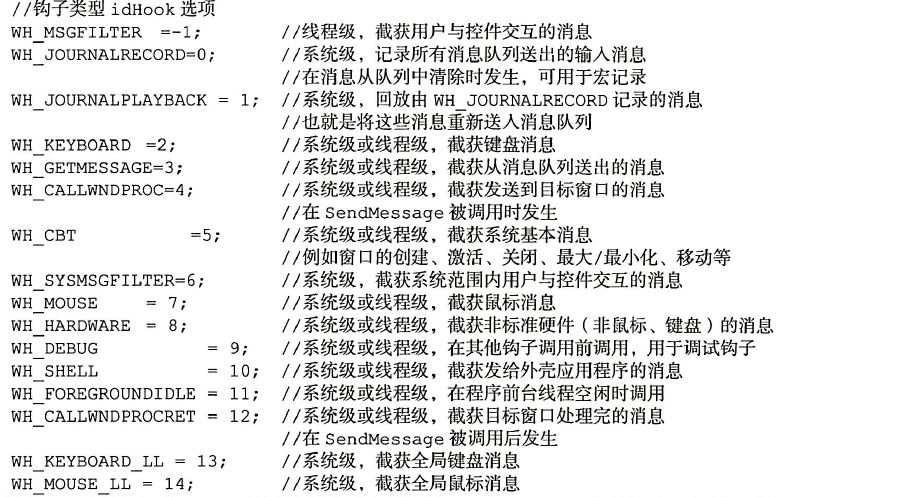 //钩子类型 idHook 选项
WH_MSGFILTER =-1; //线程级，截获用户与控件交互的消息
WH_JOURNALRECORD=0; //系统级，记录所有消息队列送出的输入消息
//在消息从队列中清除时发生，可用于宏记录
WH_JOURNALPLAYBACK = 1; //系统级，回放由 WH_JOURNALRECORD 记录的消息
//也就是将这些消息重新送入消息队列
WH_KEYBOARD =2; //系统级或线程级，截获键盘消息
WH_GETMESSAGE=3; //系统级或线程级，截获从消息队列送出的消息
WH_CALLWNDPROC=4; //系统级或线程级，截获发送到目标窗口的消息
//在 SendMessage 被调用时发生
WH_CBT =5; //系统级或线程级，截获系统基本消息
//例如窗口的创建、激活、关闭、最大/最小化、移动等
WH_SYSMSGFILTER=6; //系统级，截获系统范围内用户与控件交互的消息
WH_MOUSE = 7; //系统级或线程级，截获鼠标消息
WH_HARDWARE = 8; //系统级或线程级，截获非标准硬件（非鼠标、键盘）的消息
WH_DEBUG = 9; //系统级或线程级，在其他钩子调用前调用，用于调试钩子
WH_SHELL = 10; //系统级或线程级，截获发给外壳应用程序的消息
WH_FOREGROUNDIDLE = 11; //系统级或线程级，在程序前台线程空闲时调用
WH_CALLWNDPROCRET = 12; //系统级或线程级，截获目标窗口处理完的消息
//在 SendMessage 被调用后发生
WH_KEYBOARD_LL = 13; //系统级，截获全局键盘消息
WH_MOUSE_LL = 14; //系统级，截获全局鼠标消息